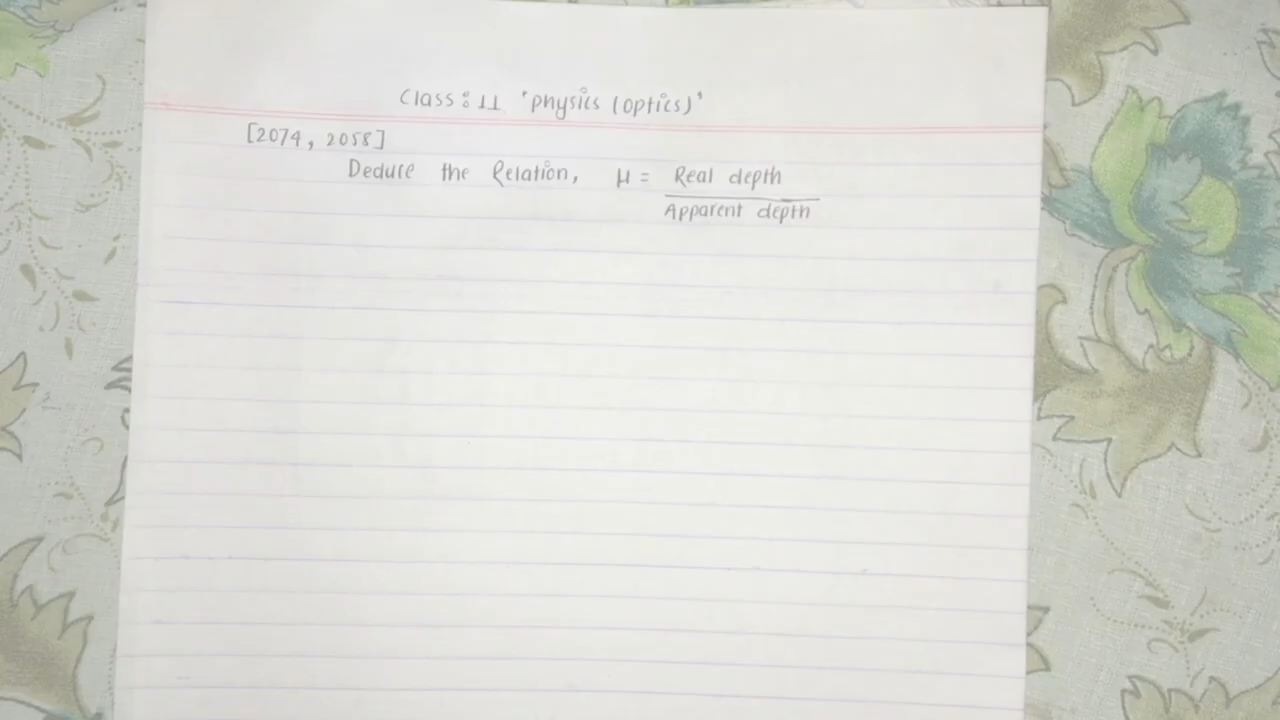 Class : 11 'physics (optics)'
[2074, 2058]
Deduce the Relation, μ = Real depth
Apparent depth